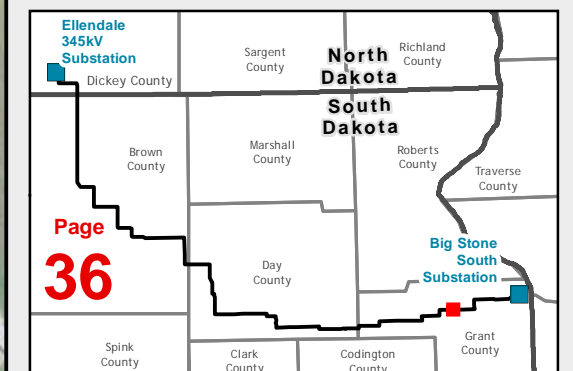 Ellendale
345kV
Substation
Dickey County
Sargent
County
Richland
County
North
Dakota
South
Dakota
Brown
County
Marshall
County
Roberts
County
Traverse
County
Page
36
Day
County
Big Stone
South
Substation
Grant
County
Spink
County
Clark
County
Codington
County